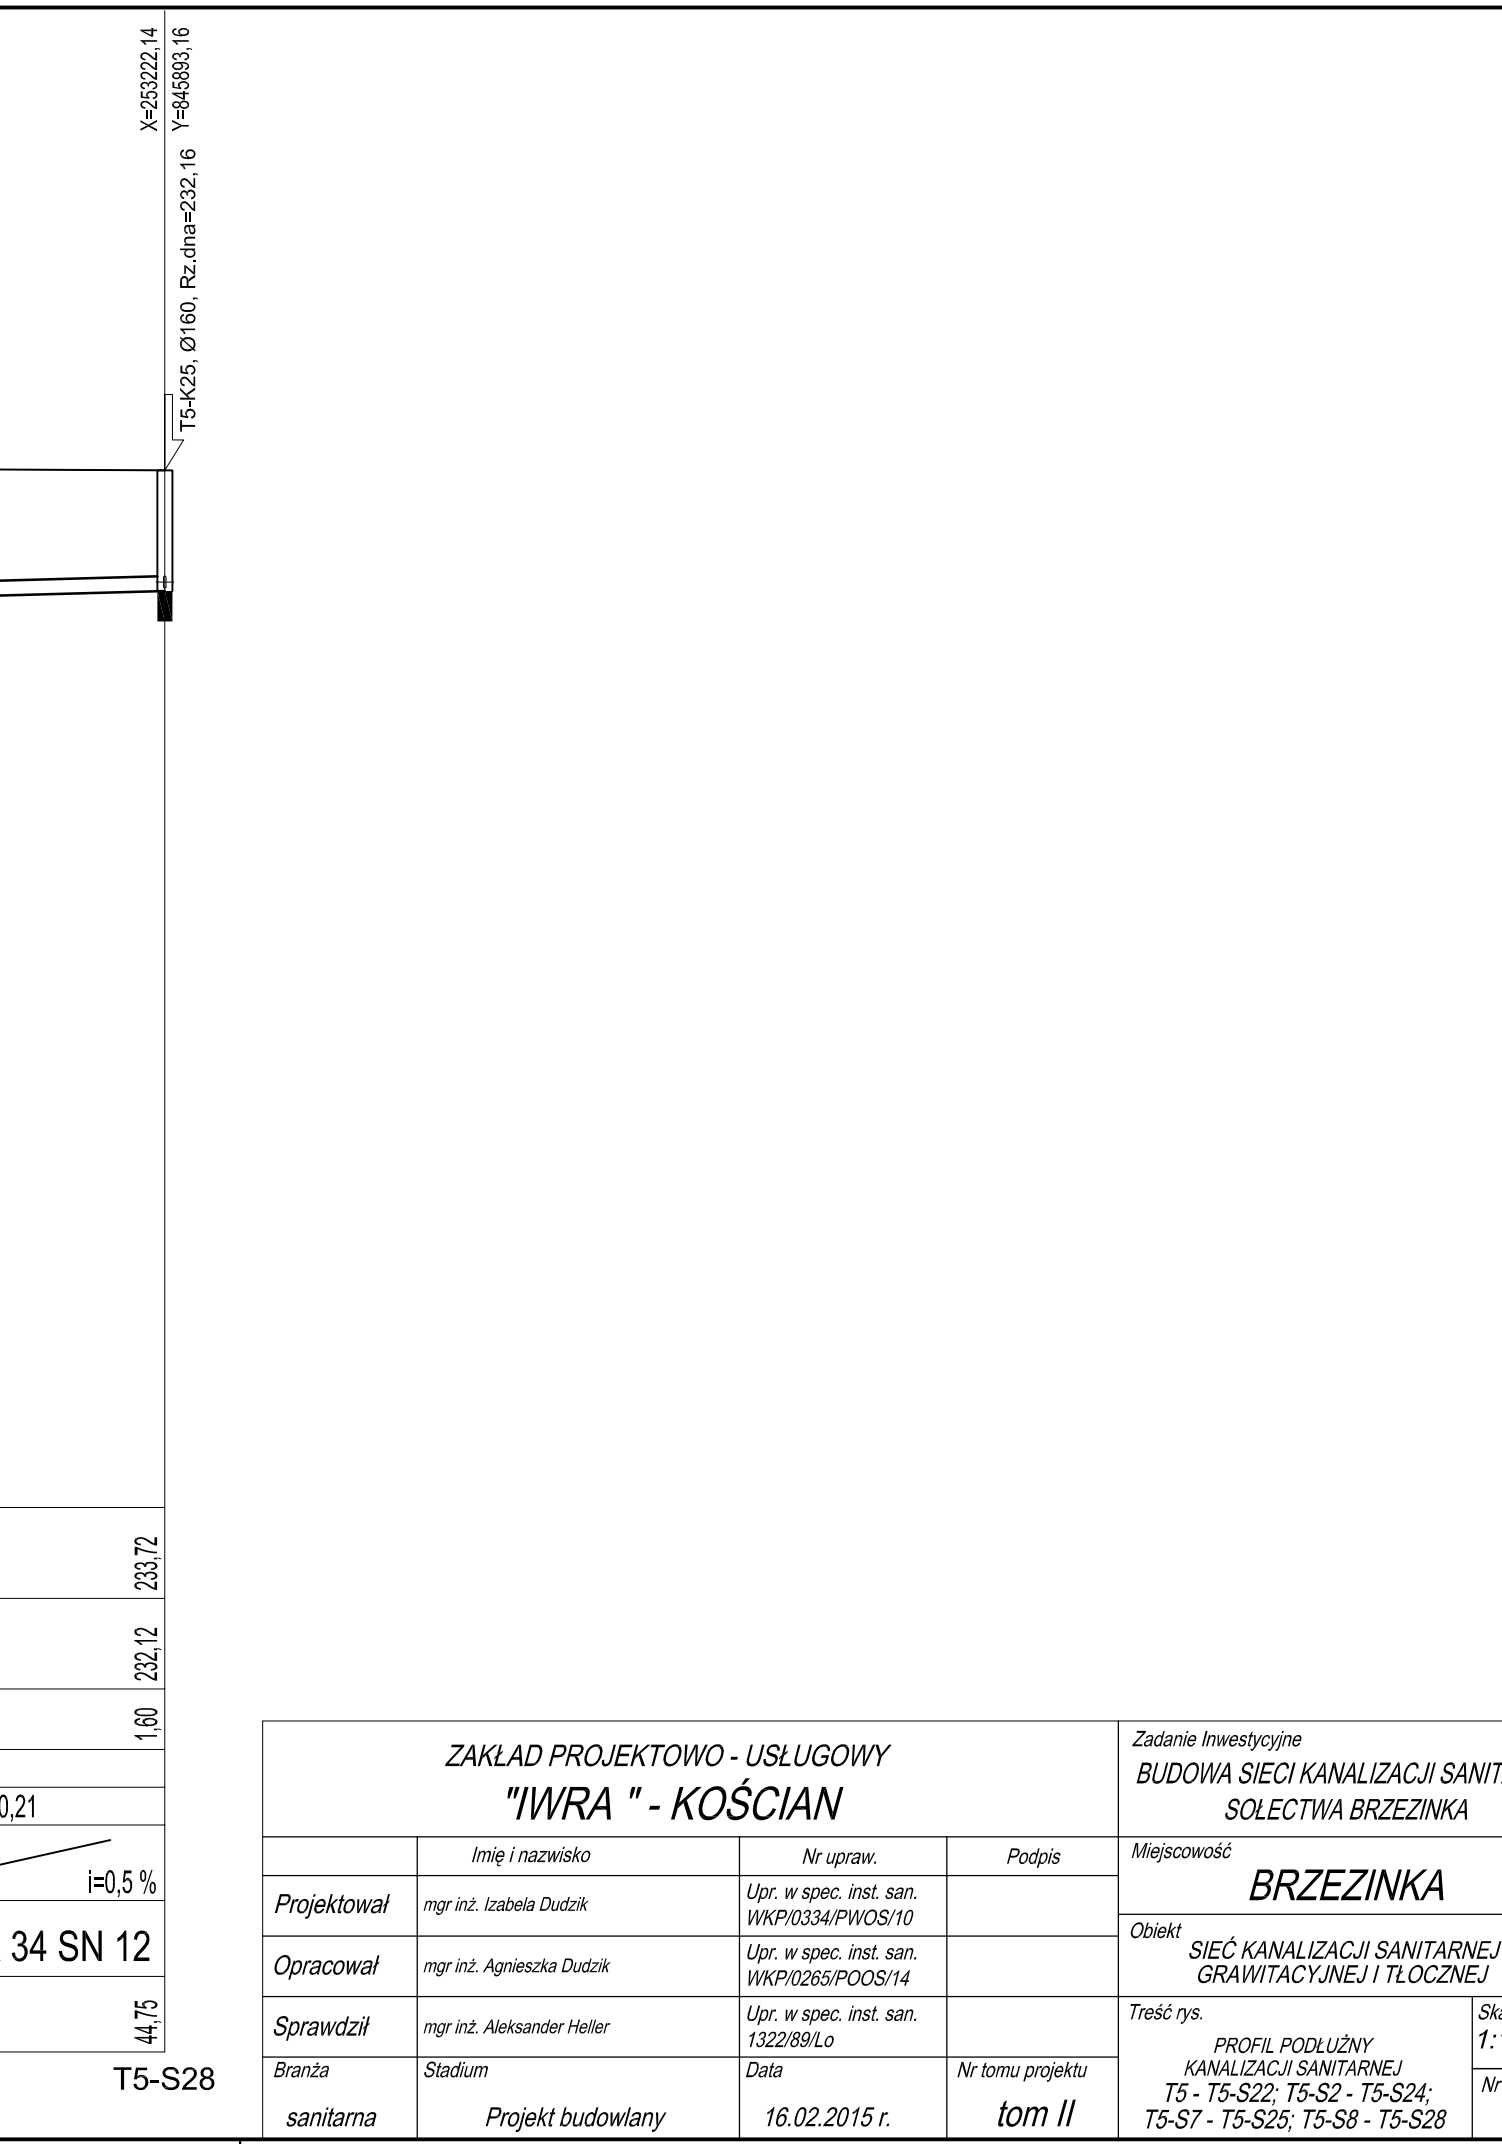 X=253222,14
Y=845893,16
T5-K25, Ø160, Rz.dna=232,16
233,72
232,12
1,60
0,21
i=0,5 %
34 SN 12
44,75
T5-S28
ZAKŁAD PROJEKTOWO - USŁUGOWY
"IWRA " - KOŚCIAN
Imię i nazwisko
Nr upraw.
Podpis
Projektował
mgr inż. Izabela Dudzik
Upr. w spec. inst. san.
WKP/0334/PWOS/10
Opracował
mgr inż. Agnieszka Dudzik
Upr. w spec. inst. san.
WKP/0265/POOS/14
Sprawdził
mgr inż. Aleksander Heller
Upr. w spec. inst. san.
1322/89/Lo
Branża
sanitarna
Stadium
Projekt budowlany
Data
16.02.2015 r.
Nr tomu projektu
tom II
Zadanie Inwestycyjne
BUDOWA SIECI KANALIZACJI
SOŁECTWA BRZEZINKA
Miejscowość
BRZEZINKA
Obiekt
SIEĆ KANALIZACJI SANITARNEJ
GRAWITACYJNEJ I TŁOCZNEJ
Treść rys.
PROFIL PODŁUŻNY
KANALIZACJI SANITARNEJ
T5 - T5-S22; T5-S2 - T5-S24;
T5-S7 - T5-S25; T5-S8 - T5-S28
Nr